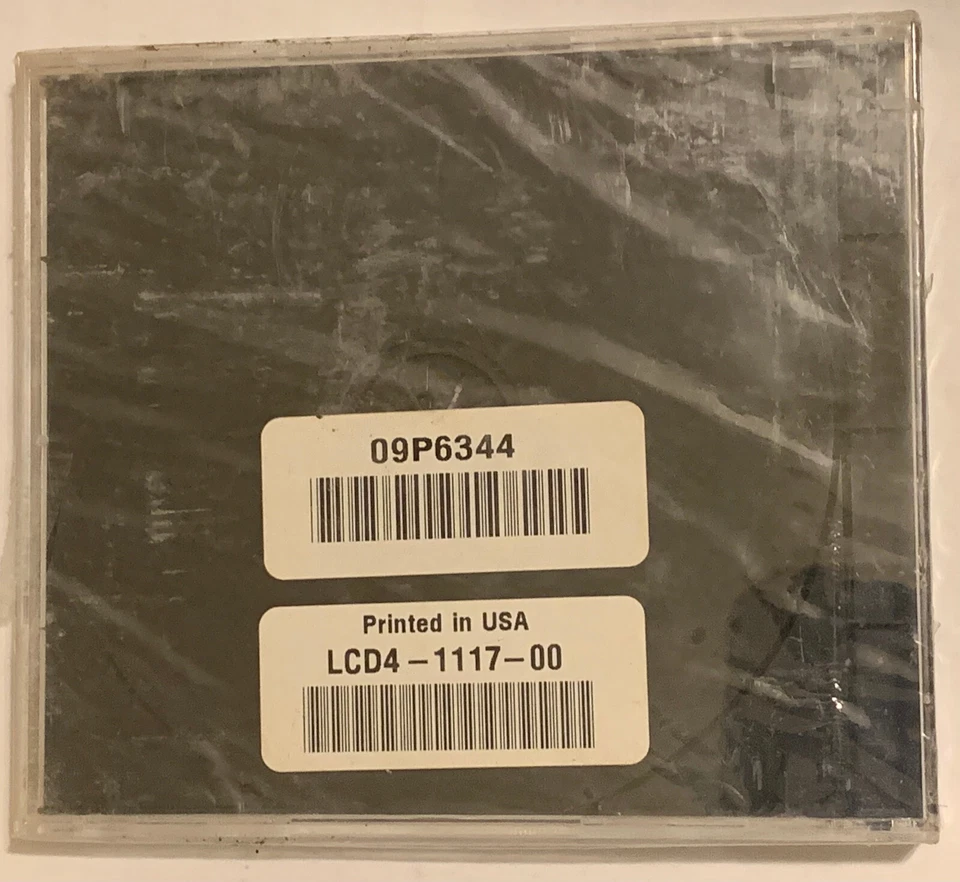 09P6344
Printed in USA
LCD4-1117-00